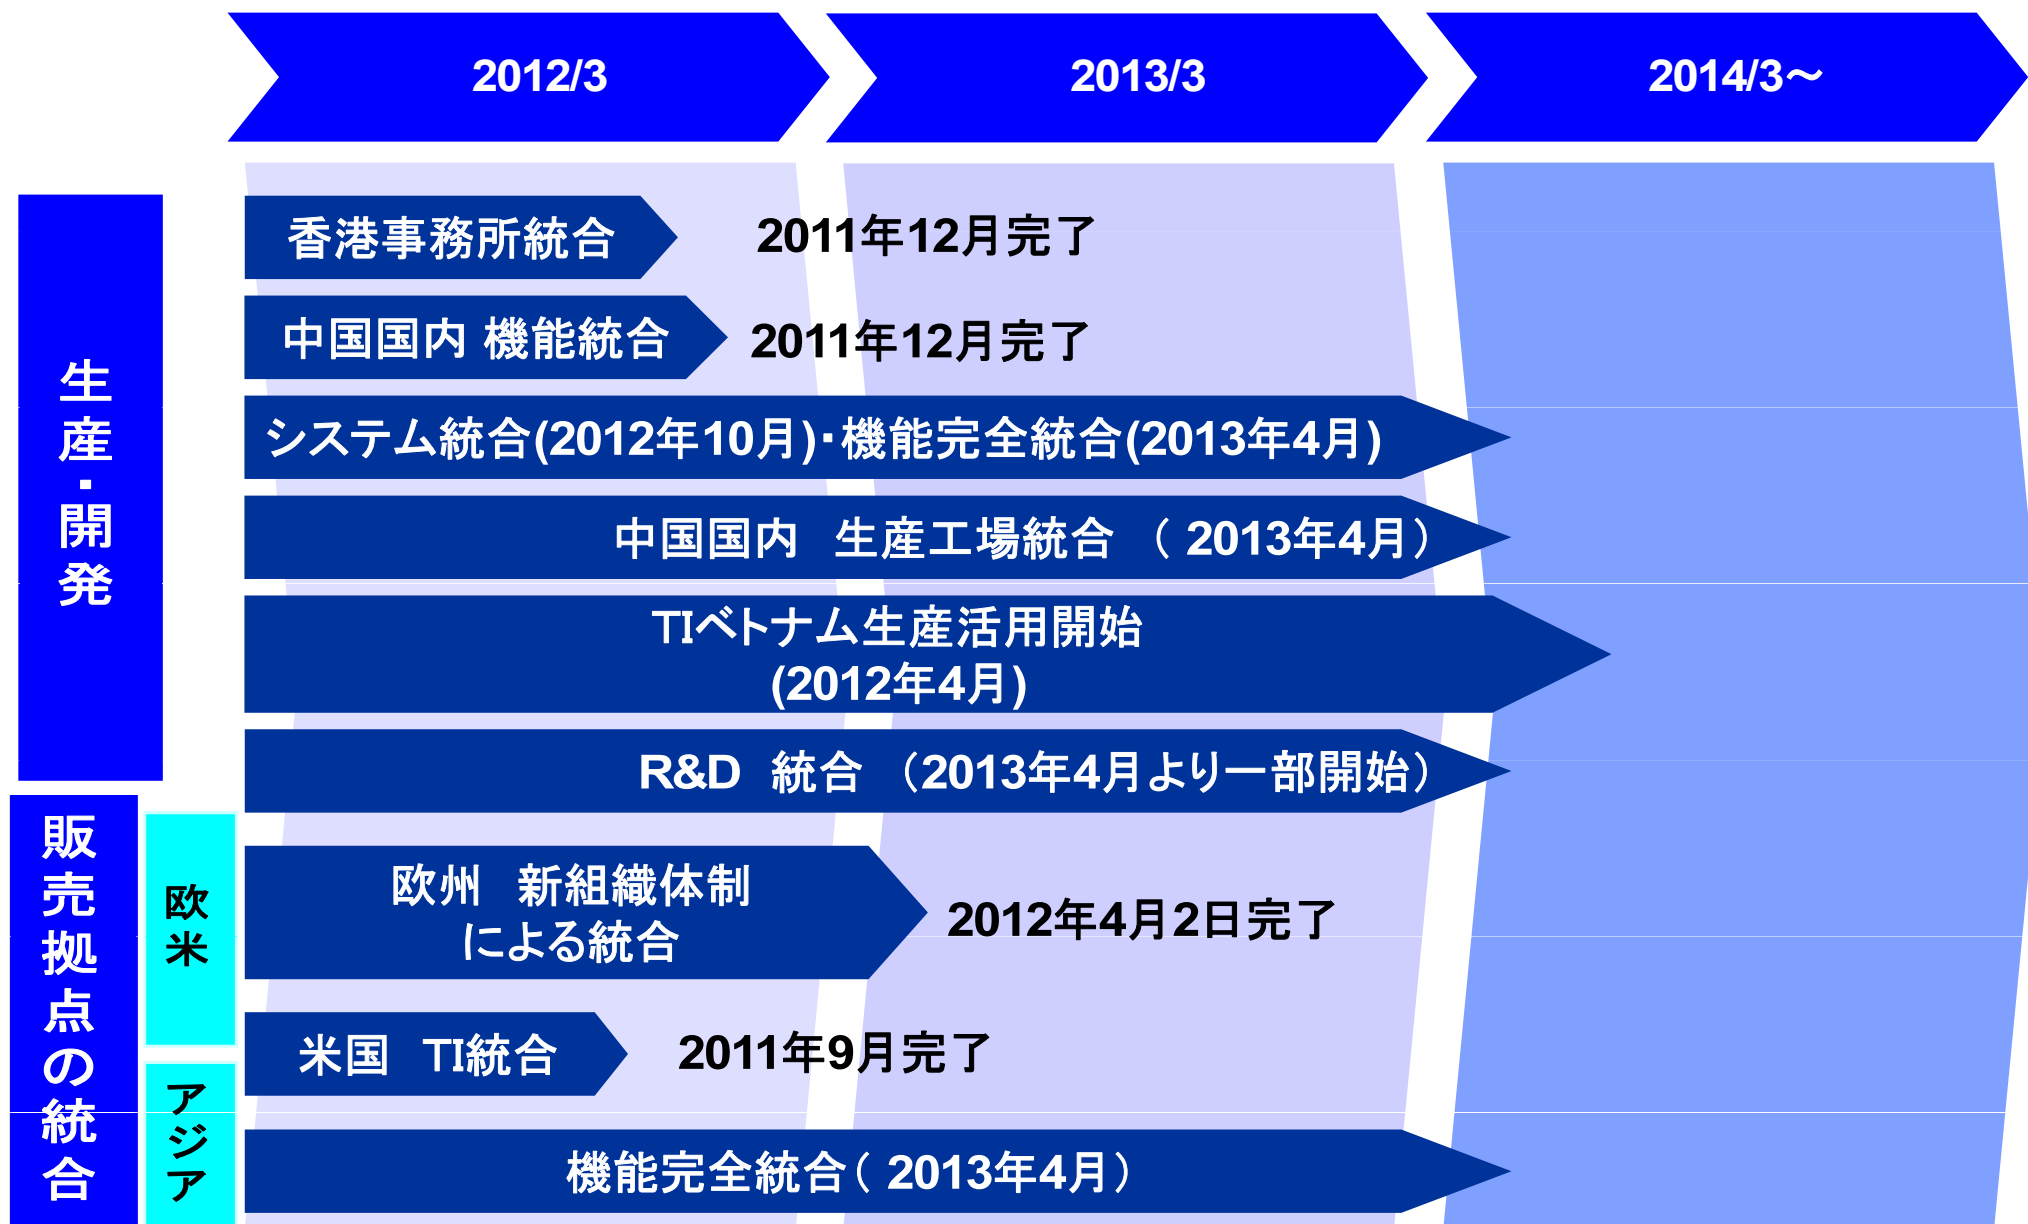 2012/3
2013/3
2014/3～
生産・開発
香港事務所統合
2011年12月完了
中国国内 機能統合
2011年12月完了
システム統合(2012年10月)・機能完全統合(2013年4月)
中国国内　生産工場統合　（ 2013年4月）
TIベトナム生産活用開始
(2012年4月)
R&D　統合　（2013年4月より一部開始）
販売拠点の統合
欧米
欧州　新組織体制
による統合
2012年4月2日完了
米国　TI統合
2011年9月完了
アジア
機能完全統合（ 2013年4月）